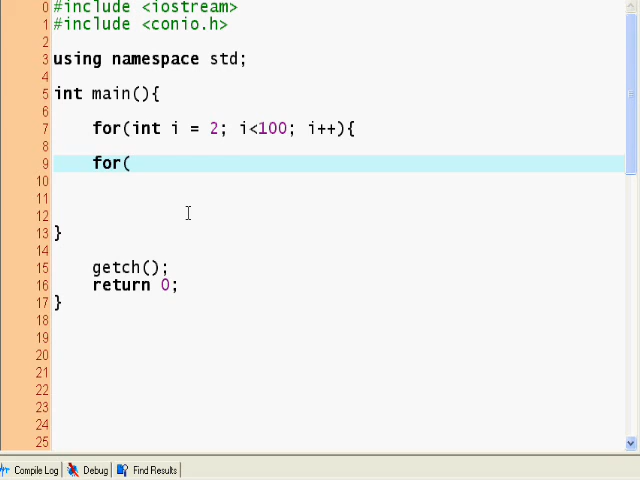 0 #include <iostream>
1 #include <conio.h>
2
3 using namespace std;
4
5 int main(){
6
7 for(int i = 2; i<100; i++){
8
9 for(
10
11
12
13 }
14
15 getch();
16 return 0;
17 }
18
19
20
21
22
23
24
25
Compile Log Debug Find Results